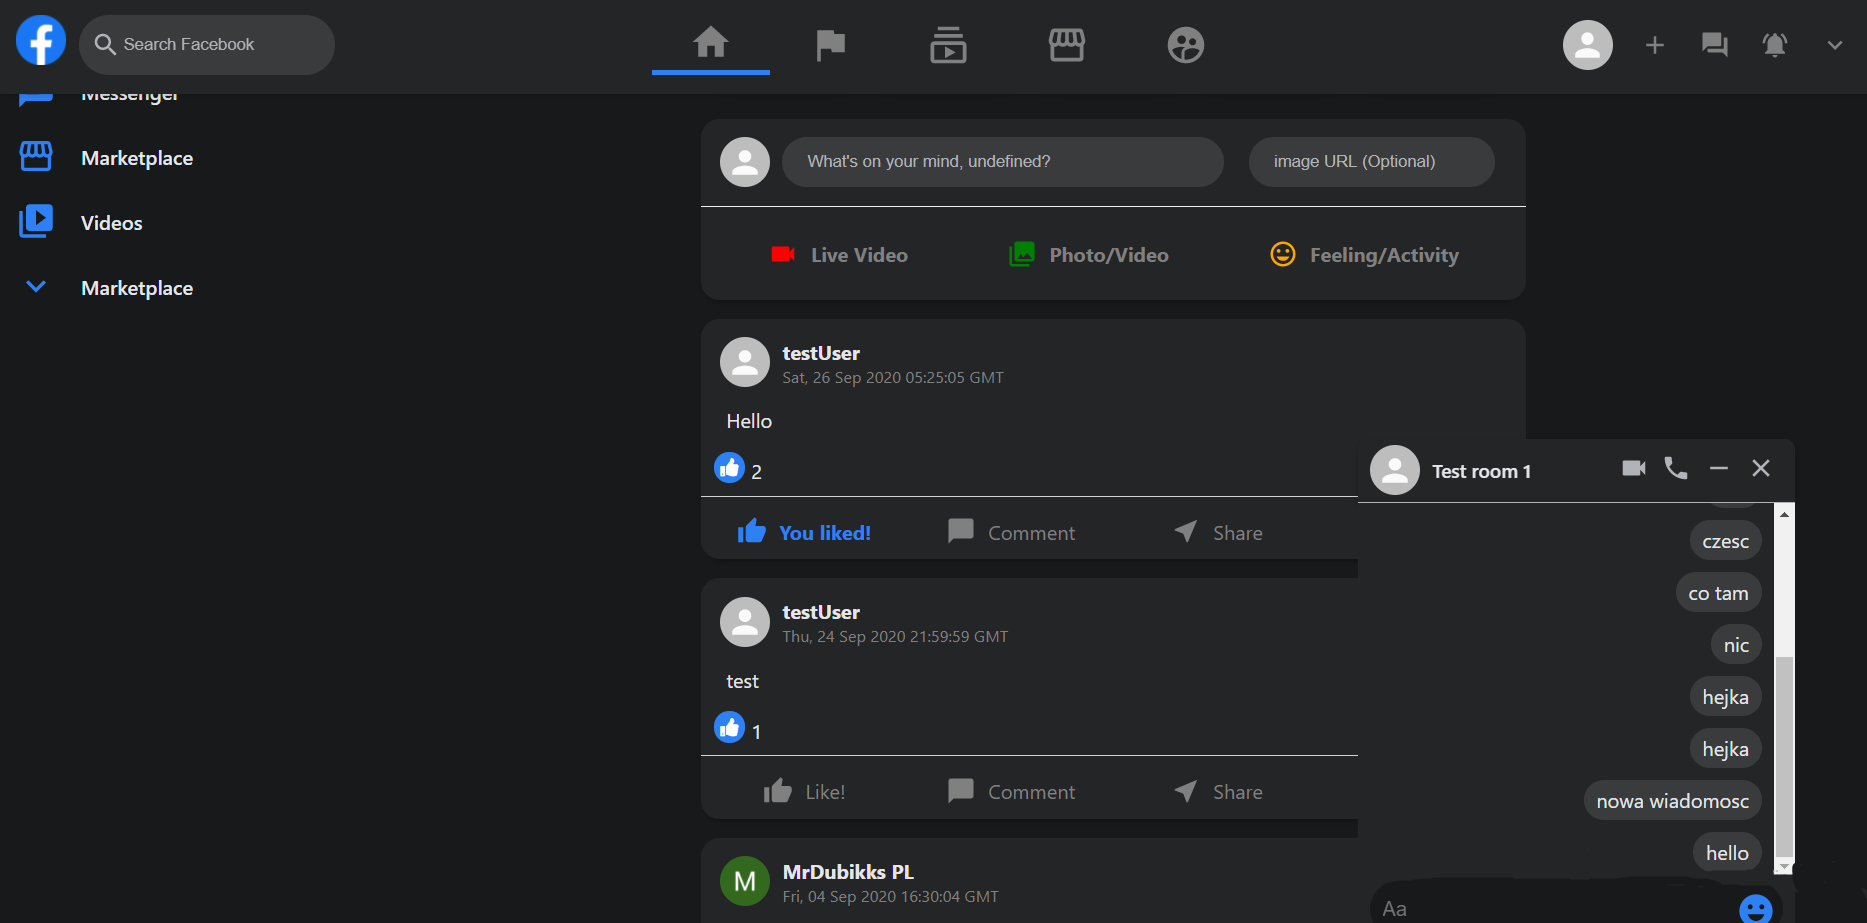 Search Facebook
Messenger
Marketplace
Videos
Marketplace
What's on your mind, undefined?
image URL (Optional)
Live Video
Photo/Video
Feeling/Activity
testUser
Sat, 26 Sep 2020 05:25:05 GMT
Hello
2
You liked!
Comment
Share
testUser
Thu, 24 Sep 2020 21:59:59 GMT
test
1
Like!
Comment
Share
M
MrDubikks PL
Fri, 04 Sep 2020 16:30:04 GMT
Test room 1
czesc
co tam
nic
hejka
hejka
nowa wiadomosc
hello
Aa